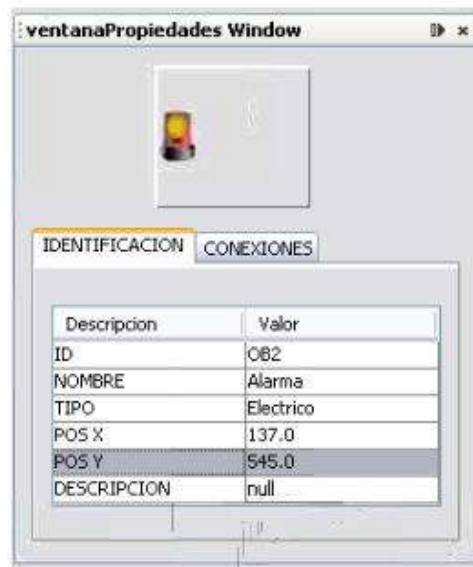 ventanaPropiedades Window
IDENTIFICACION CONEXIONES
Descripcion Valor
ID OB2
NOMBRE Alarma
TIPO Electrico
POS X 137.0
POS Y 545.0
DESCRIPCION null